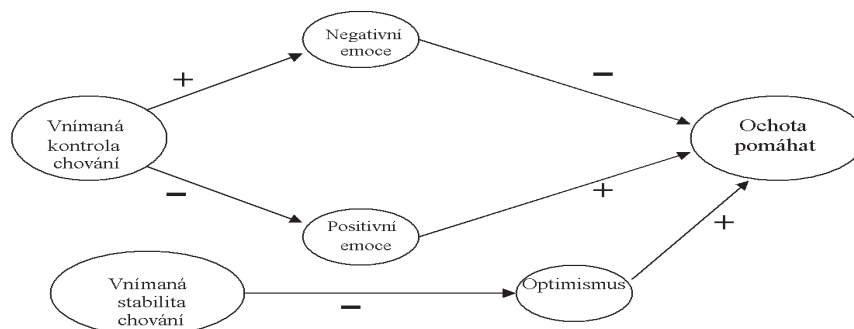 Negativní
emoce
+
−
Vnímaná
kontrola
chování
Ochota
pomáhat
−
+
Positivní
emoce
+
Vnímaná
stabilita
chování
−
Optimismus